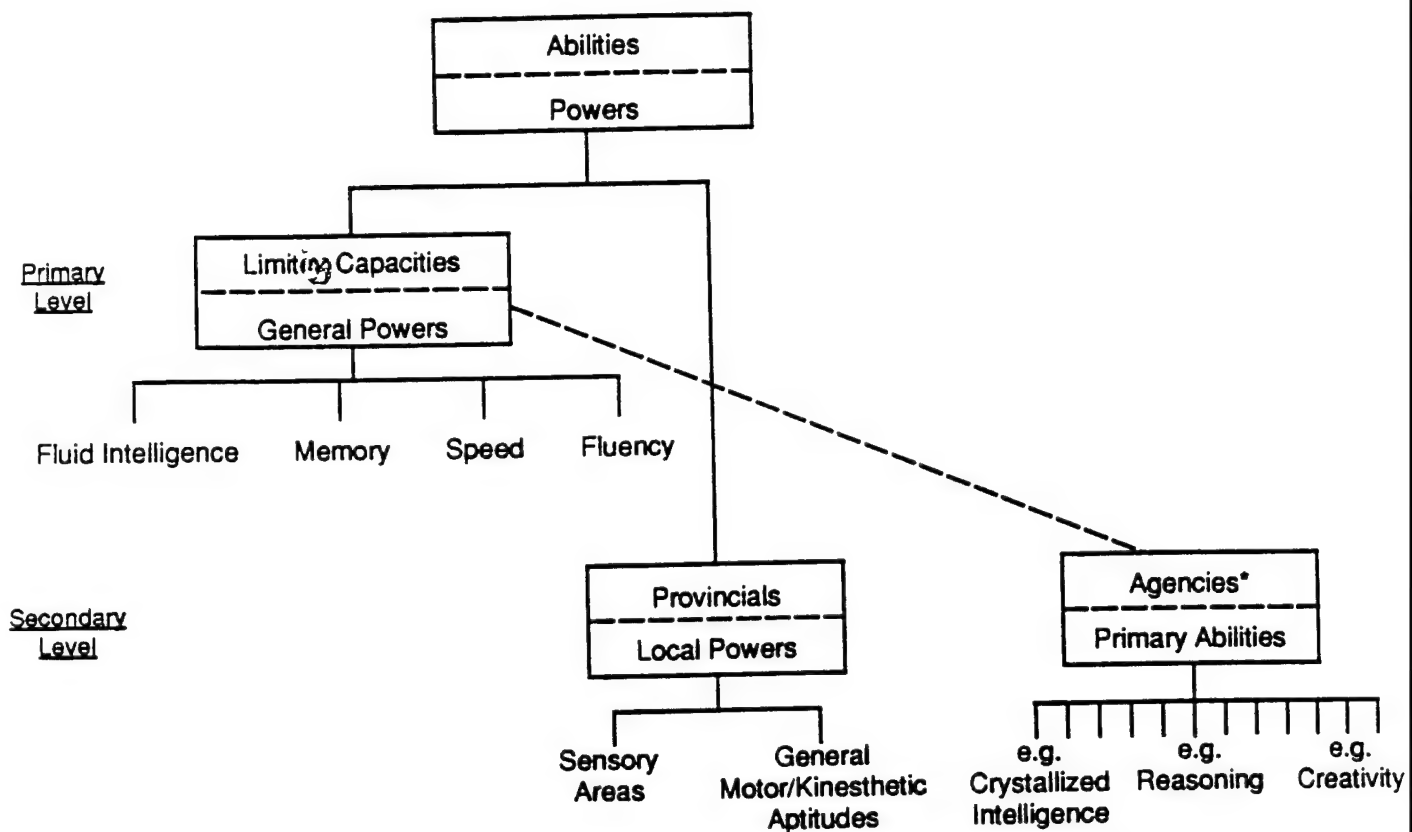 Abilities
Powers
Primary
Level
Limiting Capacities
General Powers
Fluid Intelligence
Memory
Speed
Fluency
Secondary
Level
Provincials
Local Powers
Agencies*
Primary Abilities
Sensory
Areas
General
Motor/Kinesthetic
Aptitudes
e.g.
Crystallized
Intelligence
e.g.
Reasoning
e.g.
Creativity